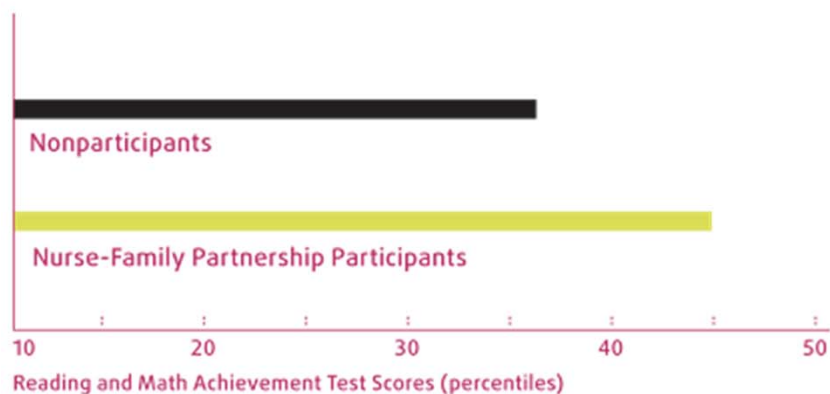 Nonparticipants
Nurse-Family Partnership Participants
10 20 30 40 50
Reading and Math Achievement Test Scores (percentiles)